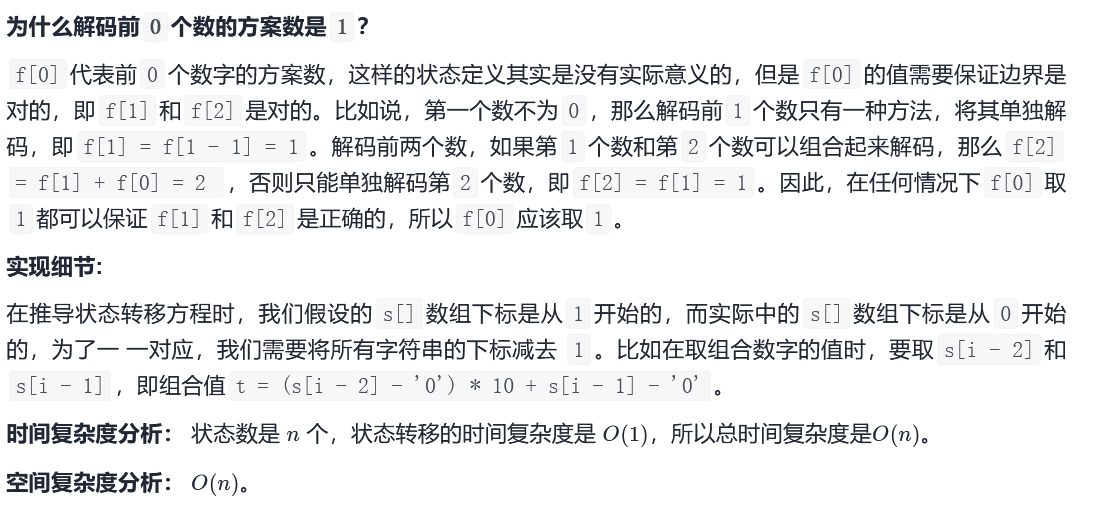 为什么解码前 0 个数的方案数是 1 ？
f[0] 代表前 0 个数字的方案数，这样的状态定义其实是没有实际意义的，但是 f[0] 的值需要保证边界是
对的，即 f[1] 和 f[2] 是对的。比如说，第一个数不为 0 ，那么解码前 1 个数只有一种方法，将其单独解
码，即 f[1] = f[1 - 1] = 1 。解码前两个数，如果第 1 个数和第 2 个数可以组合起来解码，那么 f[2]
= f[1] + f[0] = 2 ，否则只能单独解码第 2 个数，即 f[2] = f[1] = 1 。因此，在任何情况下 f[0] 取
1 都可以保证 f[1] 和 f[2] 是正确的，所以 f[0] 应该取 1 。
实现细节:
在推导状态转移方程时，我们假设的 s[] 数组下标是从 1 开始的，而实际中的 s[] 数组下标是从 0 开始
的，为了一 一对应，我们需要将所有字符串的下标减去 1 。比如在取组合数字的值时，要取 s[i - 2] 和
s[i - 1] ，即组合值 t = (s[i - 2] - '0') * 10 + s[i - 1] - '0' 。
时间复杂度分析： 状态数是 n 个，状态转移的时间复杂度是 O(1)，所以总时间复杂度是O(n)。
空间复杂度分析： O(n)。